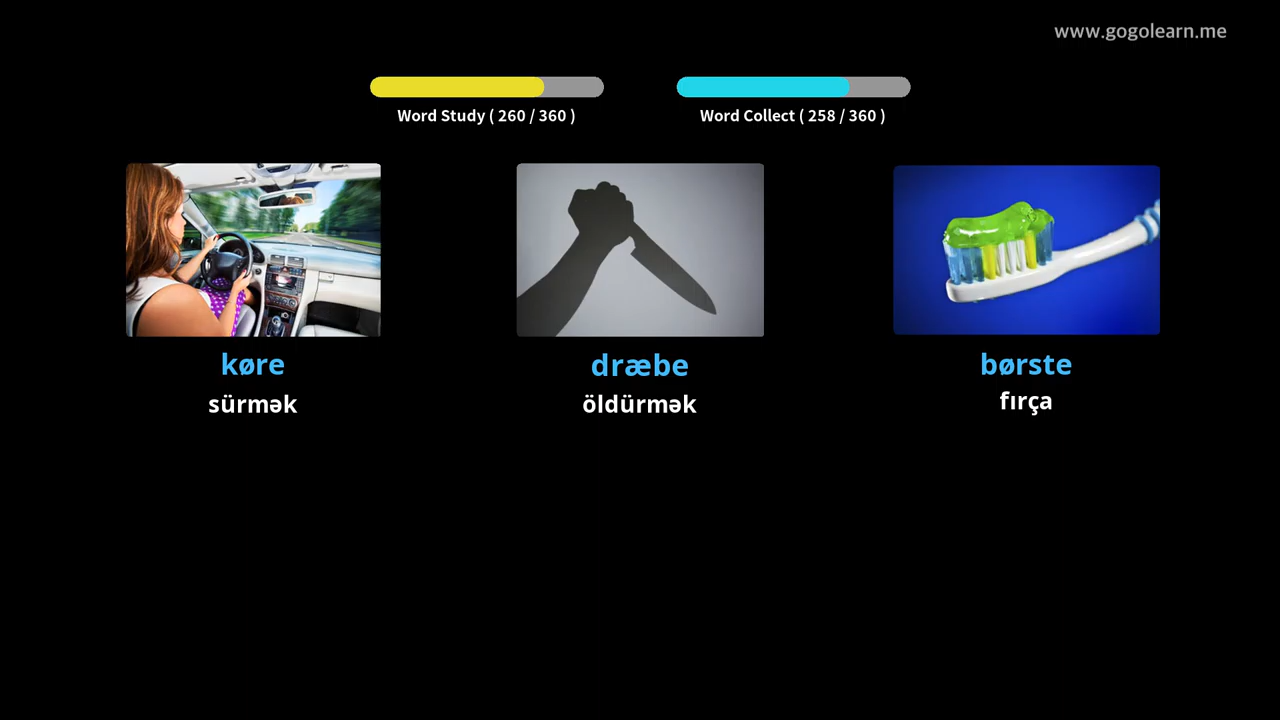 www.gogolearn.me
Word Study ( 260 / 360 )
Word Collect ( 258 / 360 )
køre
dræbe
børste
sürmək
öldürmək
fırça